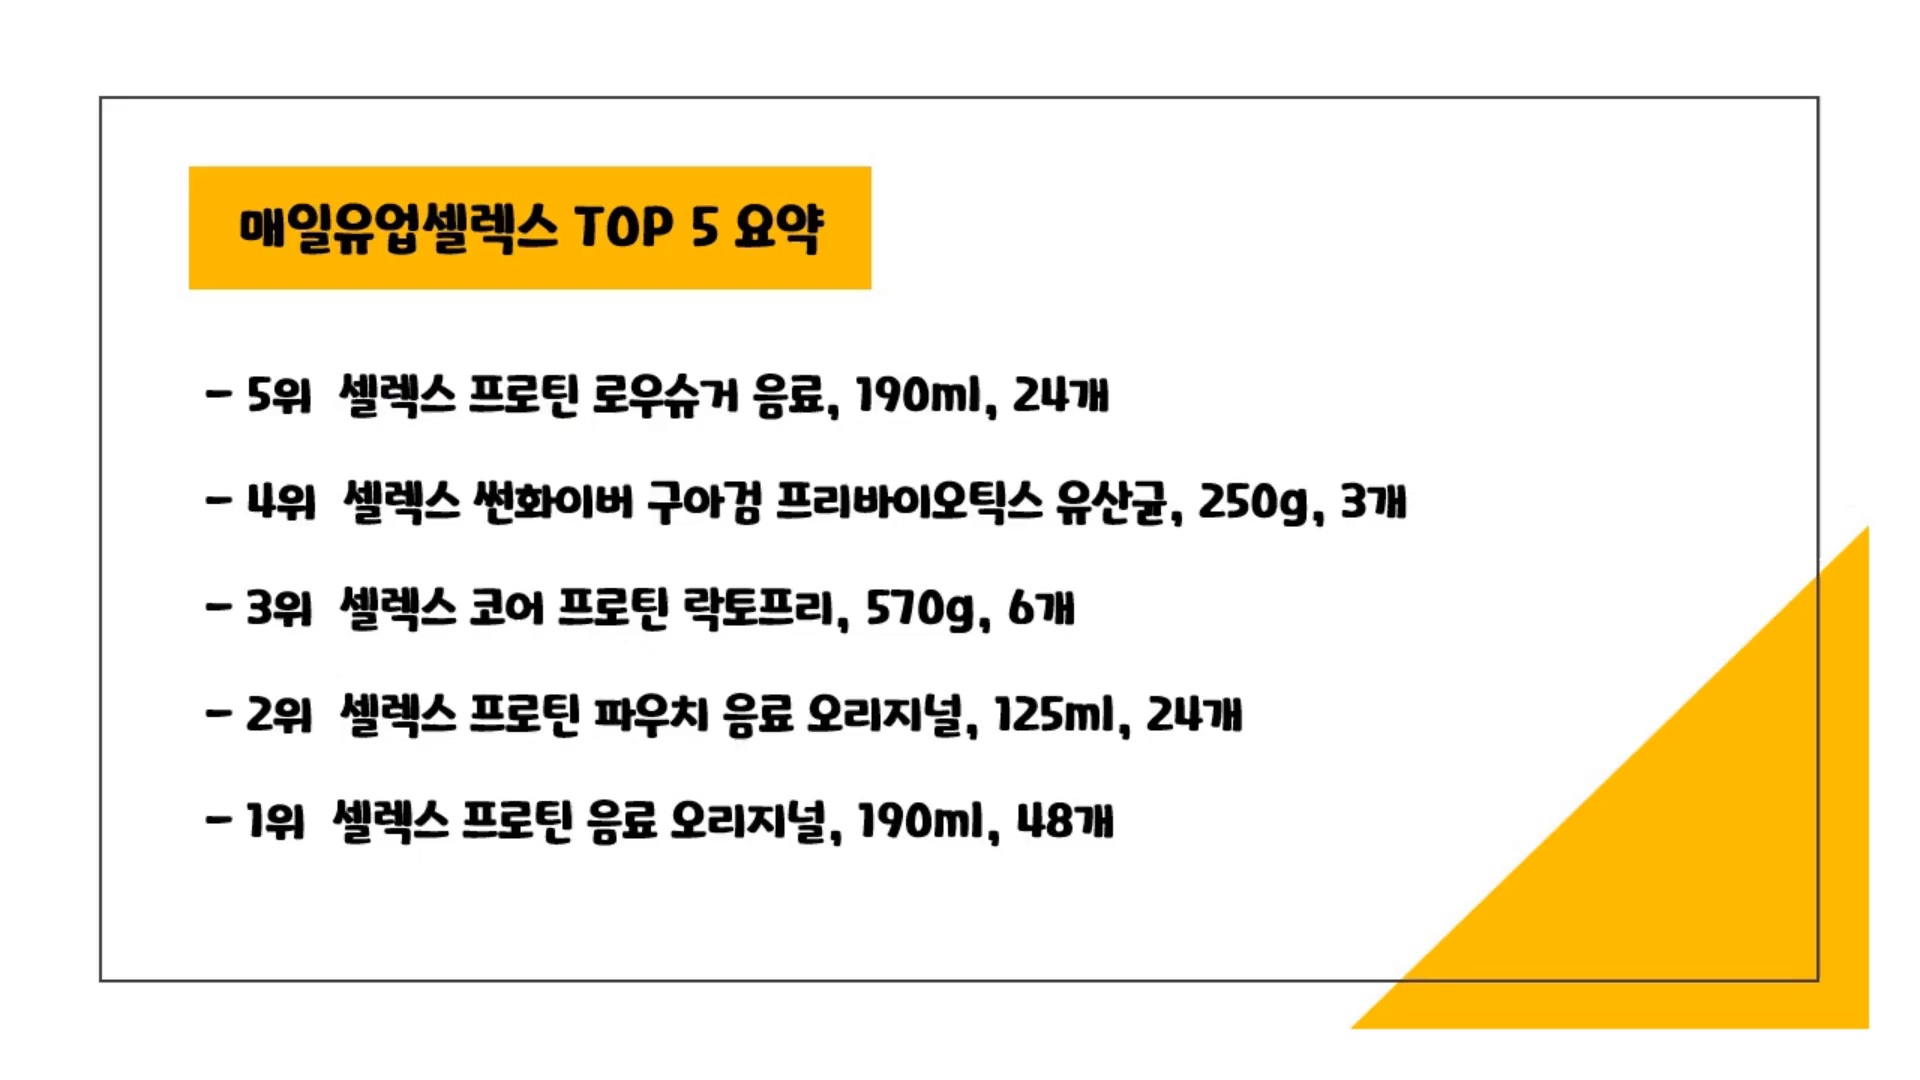 매일유업셀렉스 TOP 5 요약
- 5위 셀렉스 프로틴 로우슈거 음료, 190ml, 24개
- 4위 셀렉스 썬화이버 구아검 프리바이오틱스 유산균, 250g, 3개
- 3위 셀렉스 코어 프로틴 락토프리, 570g, 6개
- 2위 셀렉스 프로틴 파우치 음료 오리지널, 125ml, 24개
- 1위 셀렉스 프로틴 음료 오리지널, 190ml, 48개